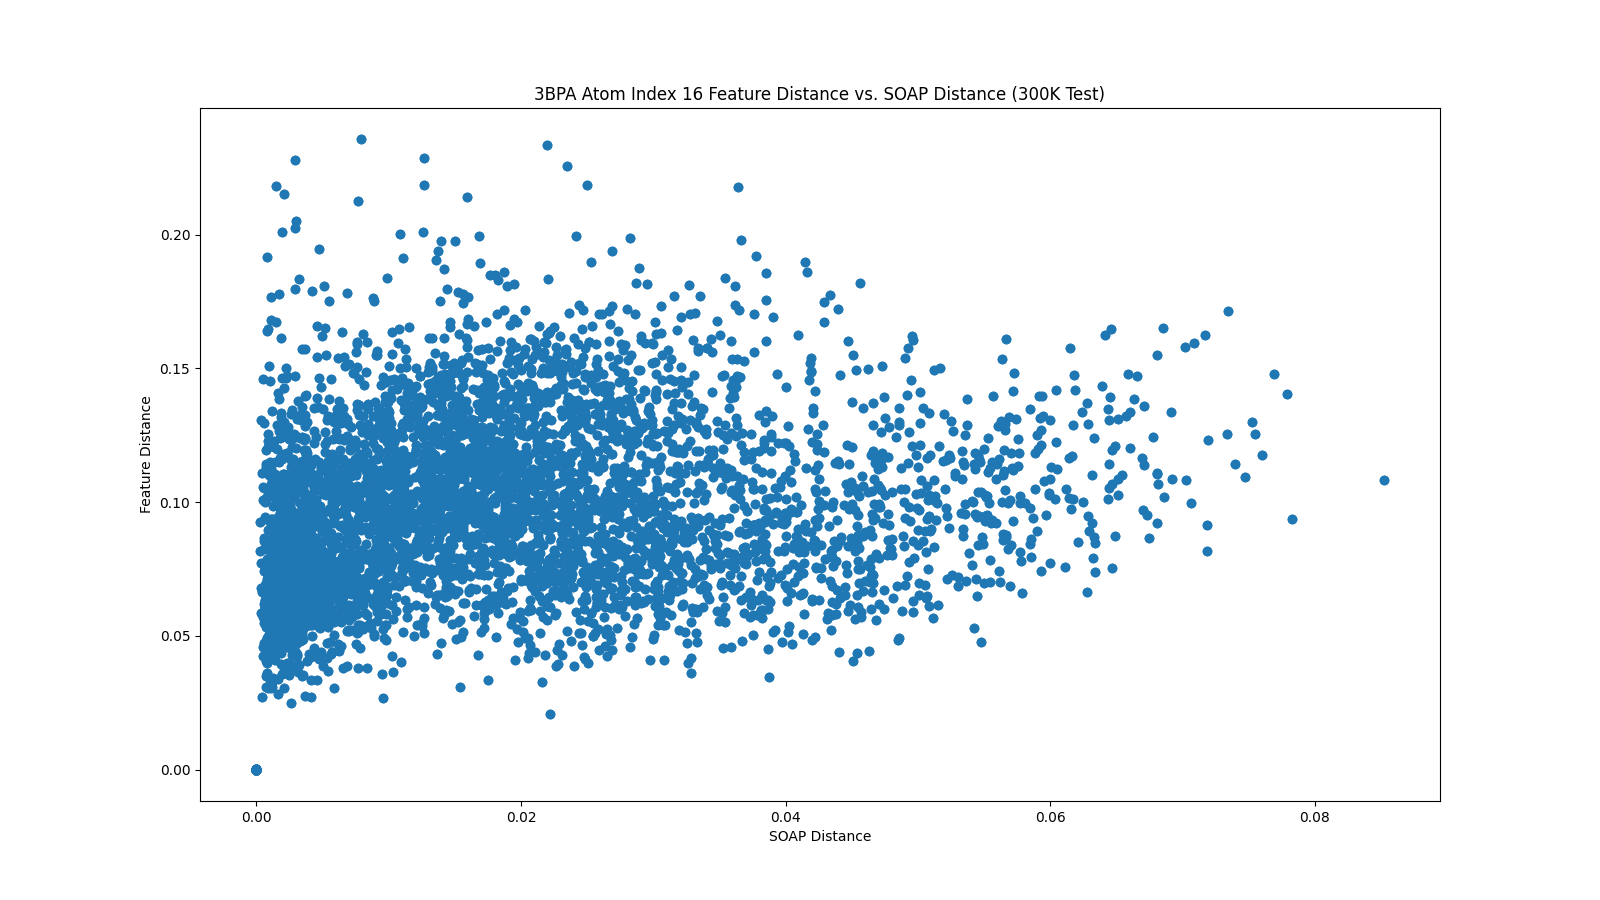 3BPA Atom Index 16 Feature Distance vs. SOAP Distance (300K Test)
Feature Distance
0.20
0.15
0.10
0.05
0.00
0.00 0.02 0.04 0.06 0.08
SOAP Distance